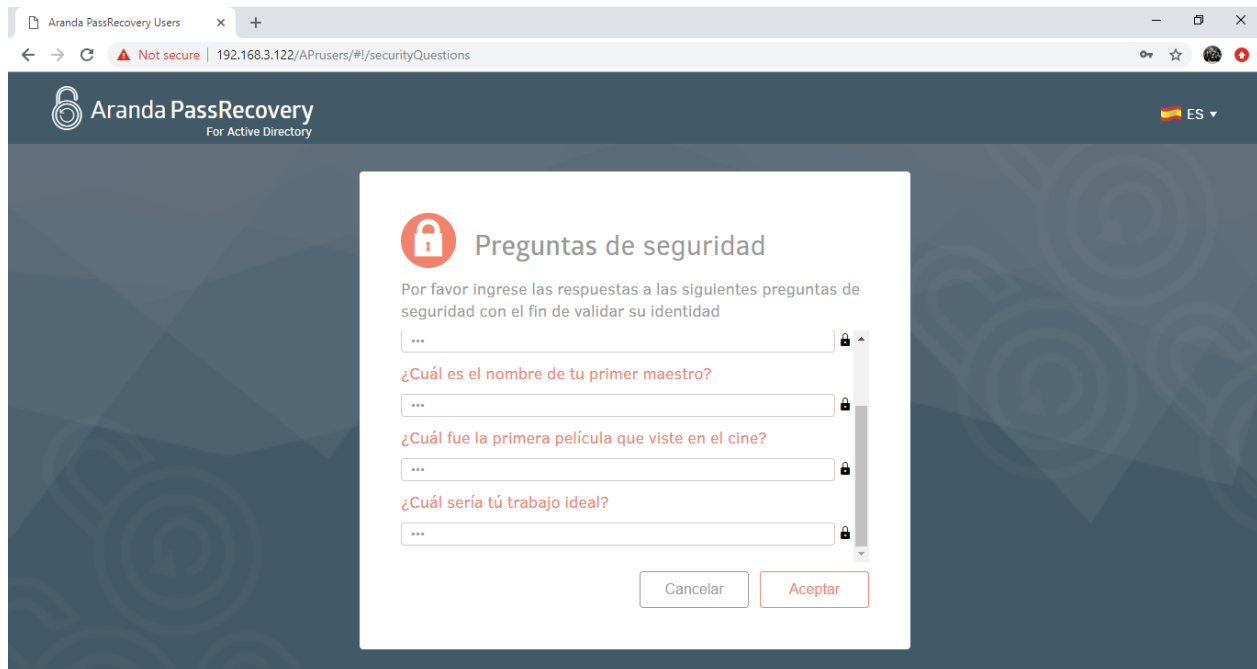 Aranda PassRecovery Users
Not secure | 192.168.3.122/APrusers/#!/securityQuestions
Aranda PassRecovery
For Active Directory
ES
Preguntas de seguridad
Por favor ingrese las respuestas a las siguientes preguntas de
seguridad con el fin de validar su identidad
•••
¿Cuál es el nombre de tu primer maestro?
•••
¿Cuál fue la primera película que viste en el cine?
•••
¿Cuál sería tú trabajo ideal?
•••
Cancelar Aceptar